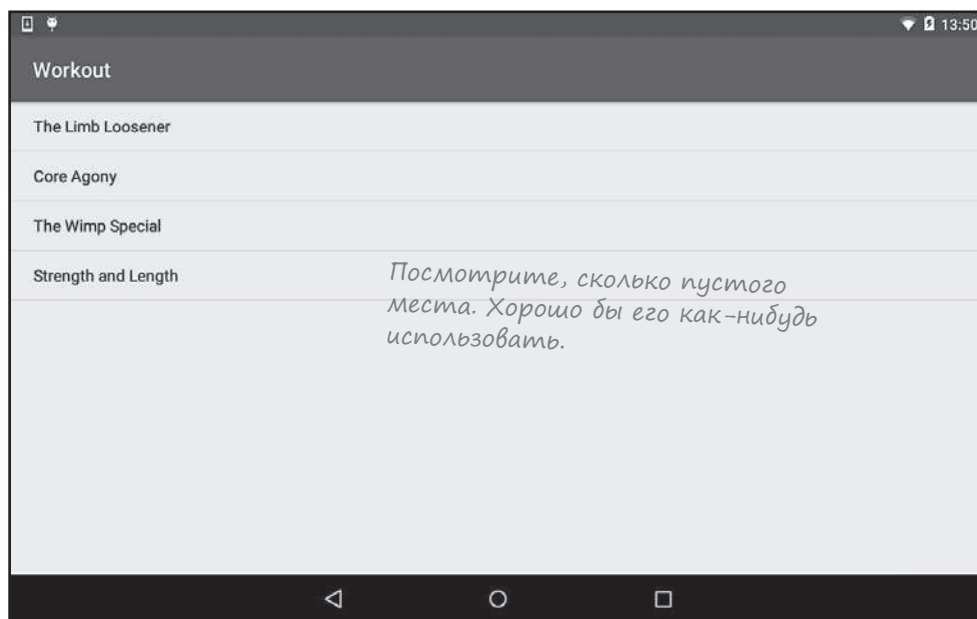 13:50
Workout
The Limb Loosener
Core Agony
The Wimp Special
Strength and Length
Посмотрите, сколько пустого
места. Хорошо бы его как-нибудь
использовать.